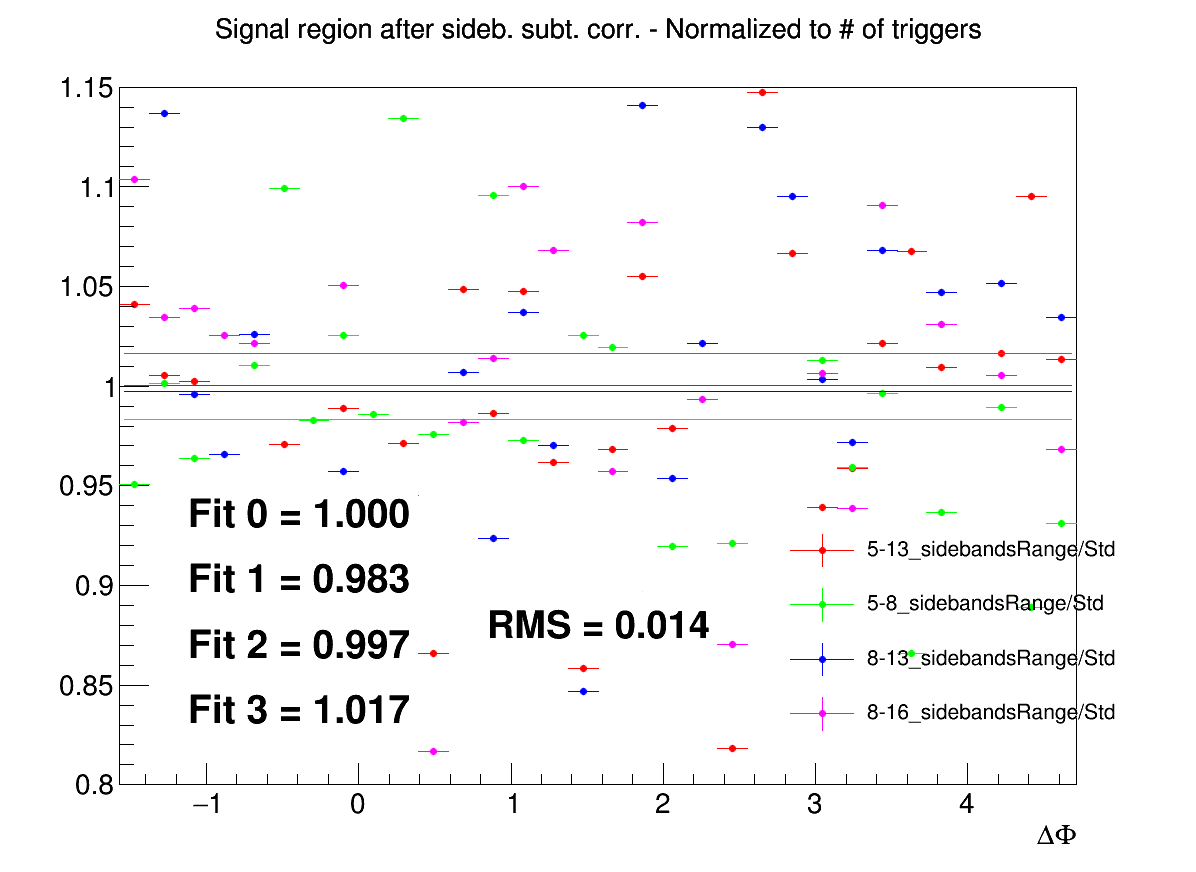 Signal region after sideb. subt. corr. - Normalized to # of triggers
1.15
1.1
1.05
1
0.95
0.9
0.85
0.8
Fit 0 = 1.000
Fit 1 = 0.983
Fit 2 = 0.997
Fit 3 = 1.017
RMS = 0.014
5-13_sidebandsRange/Std
5-8_sidebandsRange/Std
8-13_sidebandsRange/Std
8-16_sidebandsRange/Std
−1 0 1 2 3 4
ΔΦ